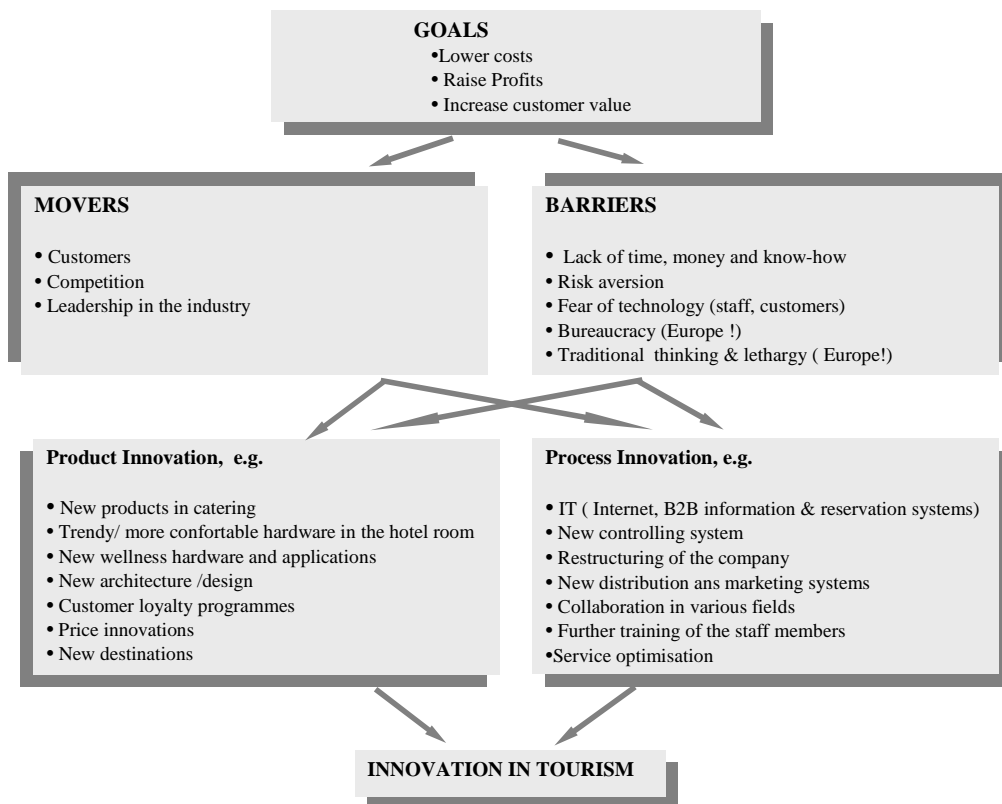 GOALS
•Lower costs
• Raise Profits
• Increase customer value
MOVERS
• Customers
• Competition
• Leadership in the industry
BARRIERS
• Lack of time, money and know-how
• Risk aversion
• Fear of technology (staff, customers)
• Bureaucracy (Europe !)
• Traditional thinking & lethargy ( Europe!)
Product Innovation, e.g.
• New products in catering
• Trendy/ more confortable hardware in the hotel room
• New wellness hardware and applications
• New architecture /design
• Customer loyalty programmes
• Price innovations
• New destinations
Process Innovation, e.g.
• IT ( Internet, B2B information & reservation systems)
• New controlling system
• Restructuring of the company
• New distribution ans marketing systems
• Collaboration in various fields
• Further training of the staff members
•Service optimisation
INNOVATION IN TOURISM